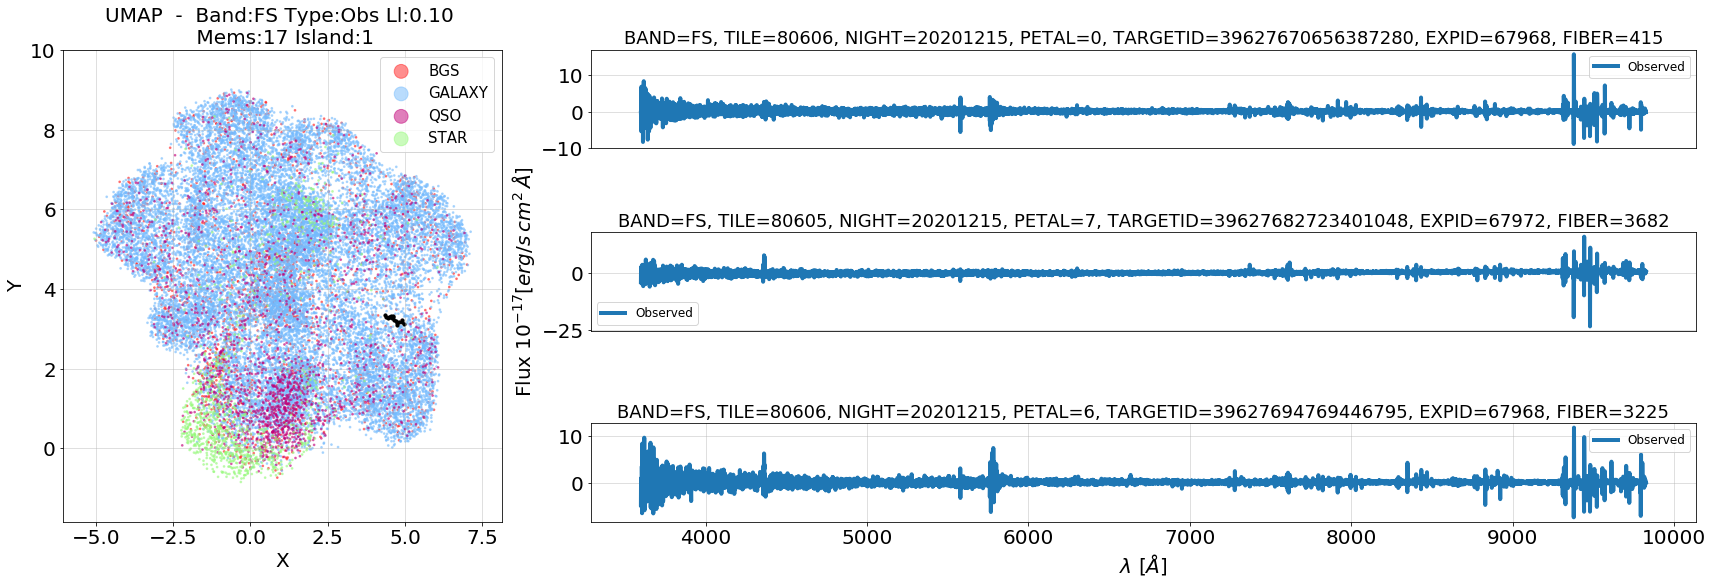 UMAP - Band:FS Type:Obs Ll:0.10
Mems:17 Island:1
10
8
6
4
2
0
Y
−5.0 −2.5 0.0 2.5 5.0 7.5
X
BGS
GALAXY
QSO
STAR
Flux 10⁻¹⁷[erg/s cm² Å]
BAND=FS, TILE=80606, NIGHT=20201215, PETAL=0, TARGETID=39627670656387280, EXPID=67968, FIBER=415
10
0
−10
Observed
BAND=FS, TILE=80605, NIGHT=20201215, PETAL=7, TARGETID=39627682723401048, EXPID=67972, FIBER=3682
0
−25
Observed
BAND=FS, TILE=80606, NIGHT=20201215, PETAL=6, TARGETID=39627694769446795, EXPID=67968, FIBER=3225
10
0
Observed
4000 5000 6000 7000 8000 9000 10000
λ [Å]